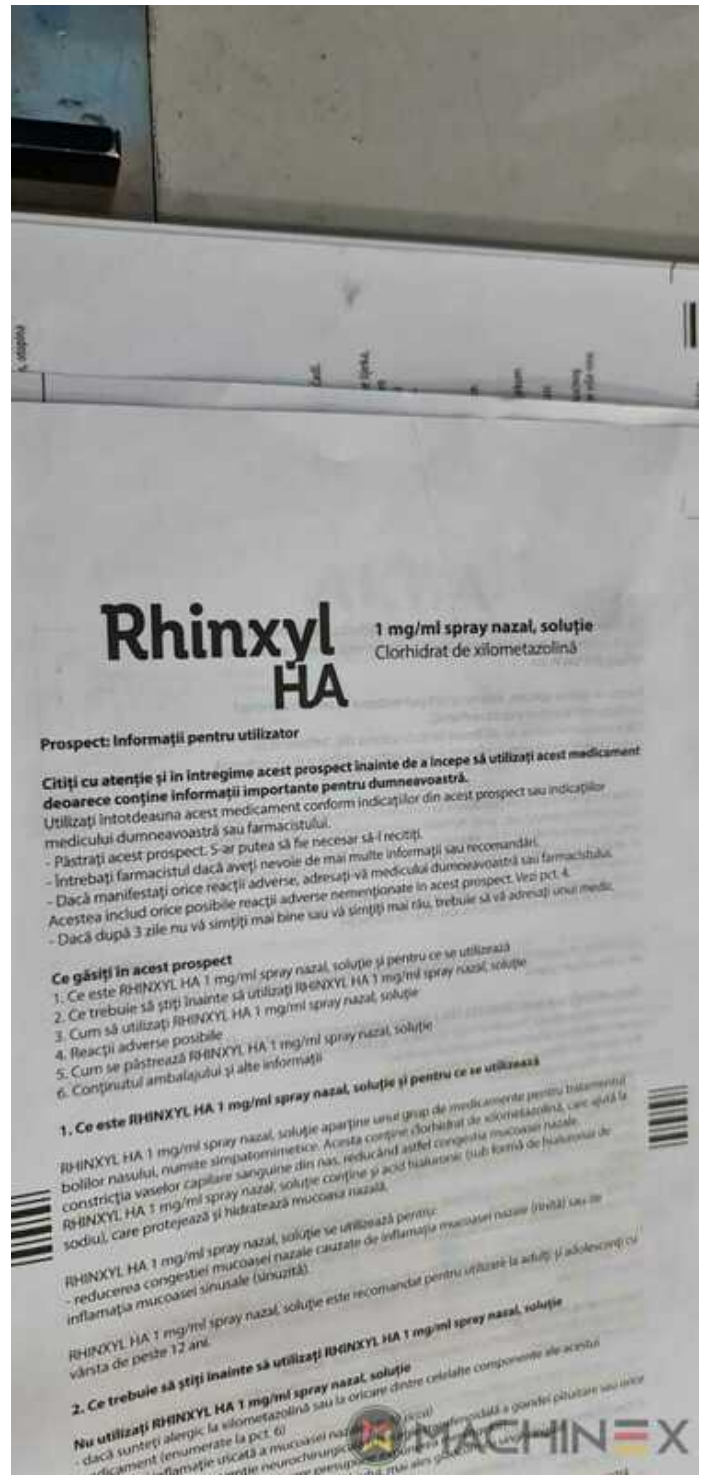 Rhinxyl
HA
1 mg/ml spray nazal, soluție
Clorhidrat de xilometazolină
Prospect: Informații pentru utilizator
Citiți cu atenție și în întregime acest prospect înainte de a începe să utilizați acest medicament
deoarece conține informații importante pentru dumneavoastră.
Utilizați întotdeauna acest medicament conform indicațiilor din acest prospect sau indicațiilor
medicului dumneavoastră sau farmacistului.
- Păstrați acest prospect. S-ar putea să fie necesar să-l recitiți.
- Întrebați farmacistul dacă aveți nevoie de mai multe informații sau recomandări.
- Dacă manifestați orice reacții adverse, adresați-vă medicului dumneavoastră sau farmacistului.
Acestea includ orice posibile reacții adverse nemenționate în acest prospect. Vezi pct. 4.
- Dacă după 3 zile nu vă simțiți mai bine sau vă simțiți mai rău, trebuie să vă adresați unui medic.
Ce găsiți în acest prospect
1. Ce este RHINXYL HA 1 mg/ml spray nazal, soluție și pentru ce se utilizează
2. Ce trebuie să știți înainte să utilizați RHINXYL HA 1 mg/ml spray nazal, soluție
3. Cum să utilizați RHINXYL HA 1 mg/ml spray nazal, soluție
4. Reacții adverse posibile
5. Cum se păstrează RHINXYL HA 1 mg/ml spray nazal, soluție
6. Conținutul ambalajului și alte informații
1. Ce este RHINXYL HA 1 mg/ml spray nazal, soluție și pentru ce se utilizează
RHINXYL HA 1 mg/ml spray nazal, soluție aparține unui grup de medicamente pentru tratamentul
bolilor nasului, numite simpatomimetice. Acesta conține clorhidrat de xilometazolină, care ajută la
constricția vaselor capilare sanguine din nas, reducând astfel congestia mucoasei nazale.
RHINXYL HA 1 mg/ml spray nazal, soluție conține și acid hialuronic (sub formă de hialuronat de
sodiu), care protejează și hidratează mucoasa nazală.
RHINXYL HA 1 mg/ml spray nazal, soluție se utilizează pentru:
- reducerea congestiei mucoasei nazale cauzate de inflamația mucoasei nazale (rinită) sau de
inflamația mucoasei sinusale (sinuzită).
RHINXYL HA 1 mg/ml spray nazal, soluție este recomandat pentru utilizare la adulți și adolescenți cu
vârsta de peste 12 ani.
2. Ce trebuie să știți înainte să utilizați RHINXYL HA 1 mg/ml spray nazal, soluție
Nu utilizați RHINXYL HA 1 mg/ml spray nazal, soluție
- dacă sunteți alergic la xilometazolină sau la oricare dintre celelalte componente ale acestui
(enumerate la pct. 6)
uscată a mucoasei
glandei pituitare sau orice
MACHINEX